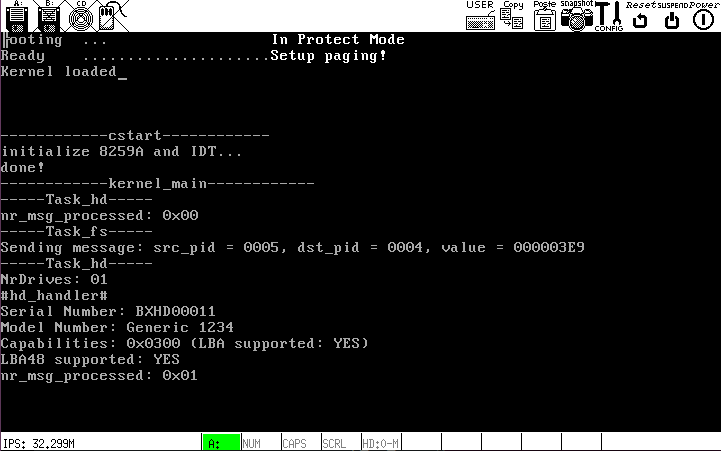 A: B: CD USER Copy Paste snapshot CONFIG Reset SUSPEND Power
Booting ... In Protect Mode
Ready .....................Setup paging!
Kernel loaded_
------------cstart------------
initialize 8259A and IDT...
done!
------------kernel_main------------
-----Task_hd-----
nr_msg_processed: 0x00
-----Task_fs-----
Sending message: src_pid = 0005, dst_pid = 0004, value = 000003E9
-----Task_hd-----
NrDrives: 01
#hd_handler#
Serial Number: BXHD00011
Model Number: Generic 1234
Capabilities: 0x0300 (LBA supported: YES)
LBA48 supported: YES
nr_msg_processed: 0x01
IPS: 32.299M A: NUM CAPS SCRL HD:0-M